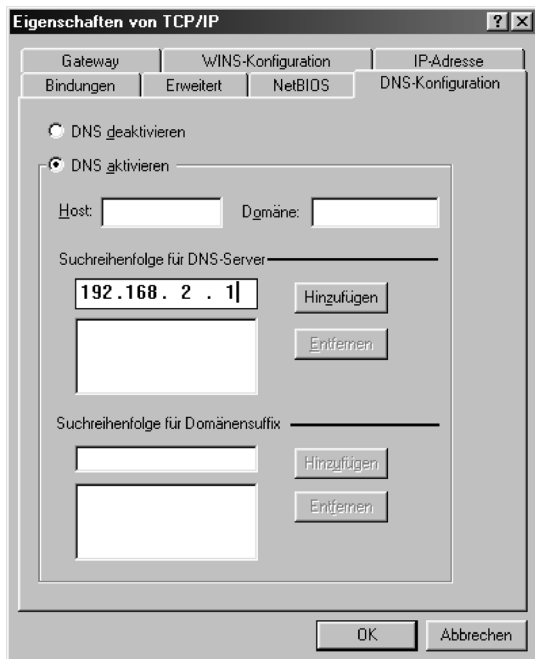 Eigenschaften von TCP/IP
Gateway WINS-Konfiguration IP-Adresse
Bindungen Erweitert NetBIOS DNS-Konfiguration
DNS deaktivieren
DNS aktivieren
Host: Domäne:
Suchreihenfolge für DNS-Server
192.168. 2 . 1 Hinzufügen
Entfernen
Suchreihenfolge für Domänensuffix
Hinzufügen
Entfernen
OK Abbrechen